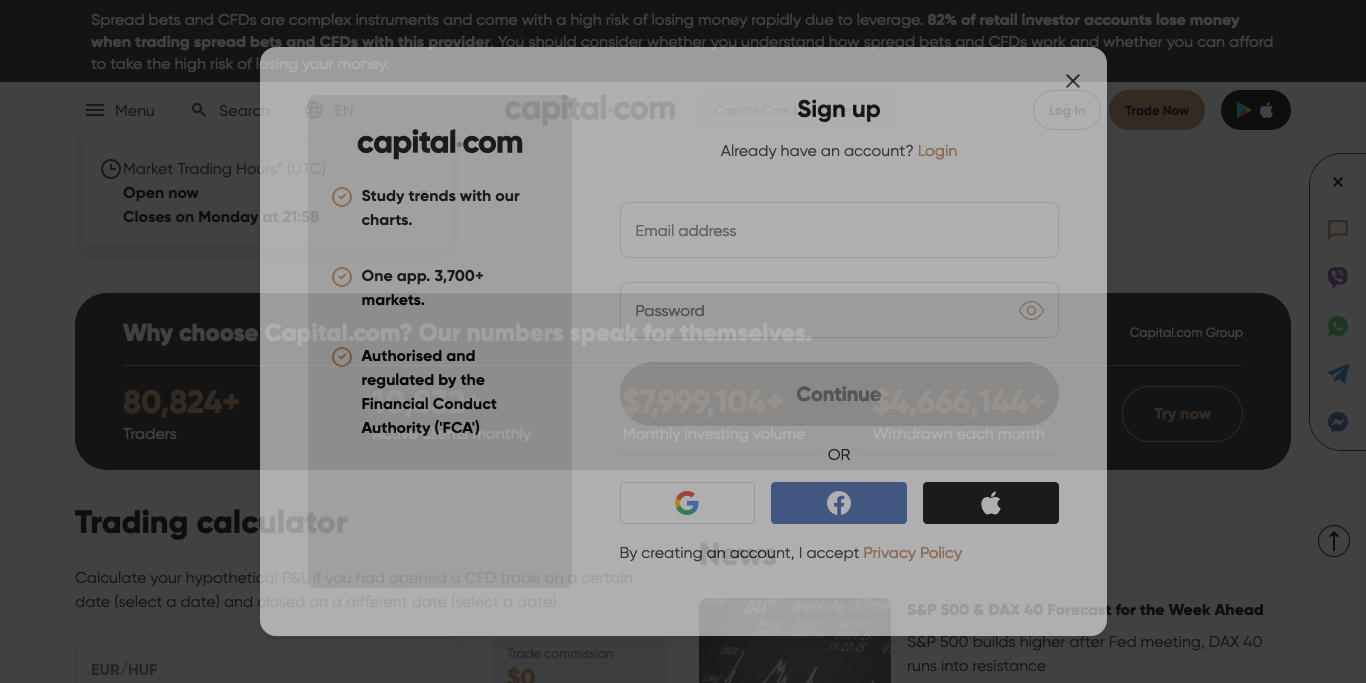 Spread bets and CFDs are complex instruments and come with a high risk of losing money rapidly due to leverage. 82% of retail investor accounts lose money
when trading spread bets and CFDs with this provider. You should consider whether you understand how spread bets and CFDs work and whether you can afford
to take the high risk of losing your money.
Menu
Search
EN
capital.com
Capital Com
Log In
Trade Now
Sign up
Already have an account? Login
capital.com
Study trends with our
charts.
One app. 3,700+
markets.
Authorised and
regulated by the
Financial Conduct
Authority ('FCA')
Email address
Password
Continue
OR
By creating an account, I accept Privacy Policy
Market Trading Hours* (UTC)
Open now
Closes on Monday at 21:58
Why choose Capital.com? Our numbers speak for themselves.
Capital.com Group
80,824+
Traders
Active clients monthly
$7,999,104+
Monthly investing volume
$4,666,144+
Withdrawn each month
Try now
Trading calculator
Calculate your hypothetical P&L if you had opened a CFD trade on a certain
date (select a date) and closed on a different date (select a date).
EUR/HUF
Trade commission
$0
News
DAX Deutsche Börse
S&P 500 & DAX 40 Forecast for the Week Ahead
S&P 500 builds higher after Fed meeting, DAX 40
runs into resistance